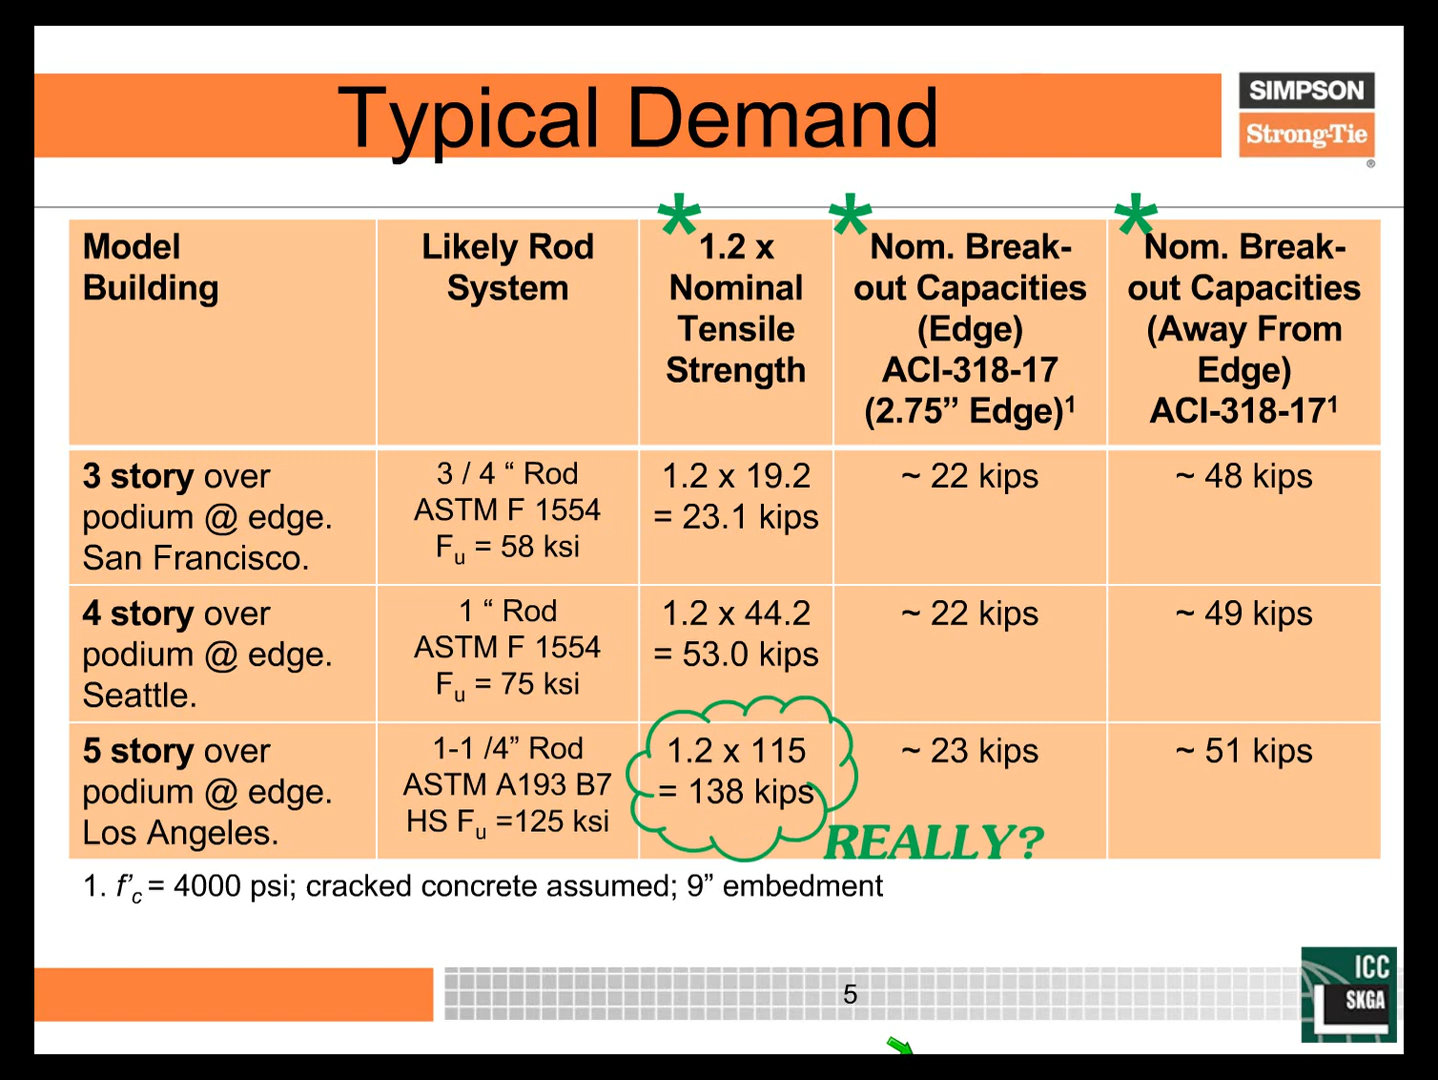 Typical Demand
SIMPSON
Strong-Tie
®
* * *
Model
Building
Likely Rod
System
1.2 x
Nominal
Tensile
Strength
Nom. Break-
out Capacities
(Edge)
ACI-318-17
(2.75” Edge)¹
Nom. Break-
out Capacities
(Away From
Edge)
ACI-318-17¹
3 story over
podium @ edge.
San Francisco.
3 / 4 “ Rod
ASTM F 1554
Fᵤ = 58 ksi
1.2 x 19.2
= 23.1 kips
~ 22 kips
~ 48 kips
4 story over
podium @ edge.
Seattle.
1 “ Rod
ASTM F 1554
Fᵤ = 75 ksi
1.2 x 44.2
= 53.0 kips
~ 22 kips
~ 49 kips
5 story over
podium @ edge.
Los Angeles.
1-1 /4” Rod
ASTM A193 B7
HS Fᵤ =125 ksi
1.2 x 115
= 138 kips
~ 23 kips
~ 51 kips
REALLY?
1. f’c = 4000 psi; cracked concrete assumed; 9” embedment
5
ICC
SKGA